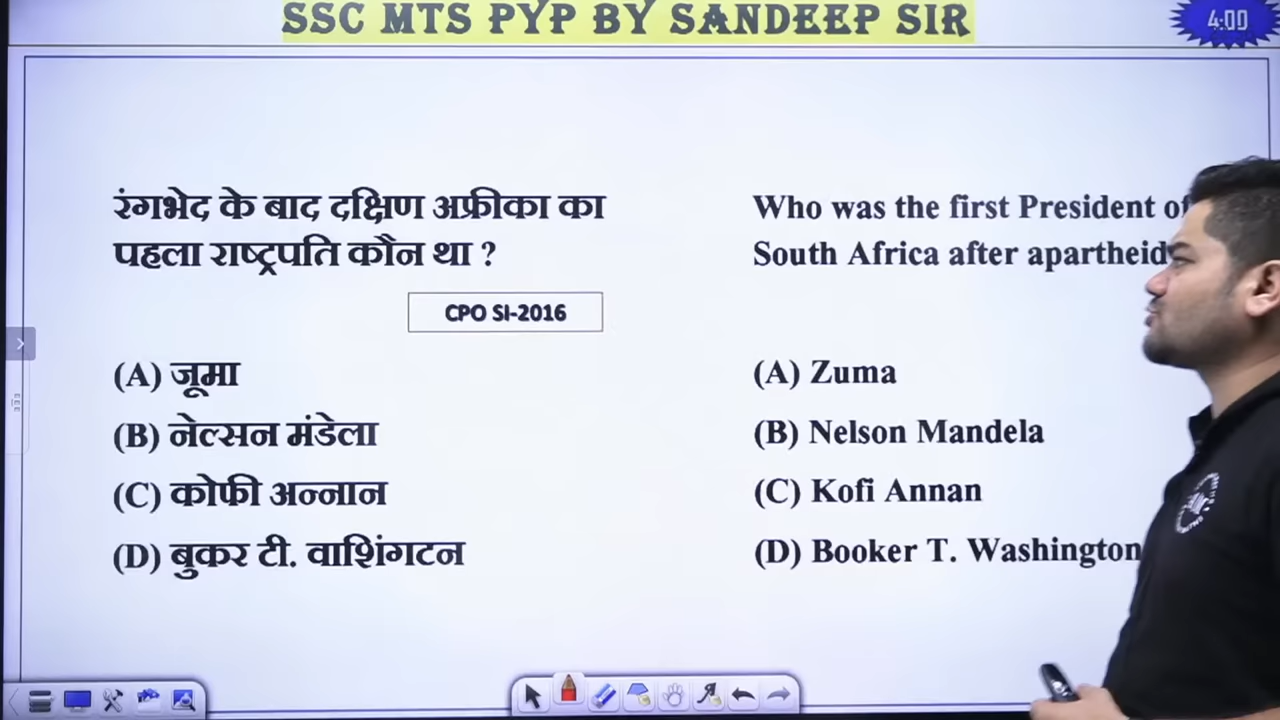 SSC MTS PYP BY SANDEEP SIR
4:00
रंगभेद के बाद दक्षिण अफ्रीका का
पहला राष्ट्रपति कौन था ?
CPO SI-2016
(A) जूमा
(B) नेल्सन मंडेला
(C) कोफी अन्नान
(D) बुकर टी. वाशिंगटन
Who was the first President of
South Africa after apartheid
(A) Zuma
(B) Nelson Mandela
(C) Kofi Annan
(D) Booker T. Washington